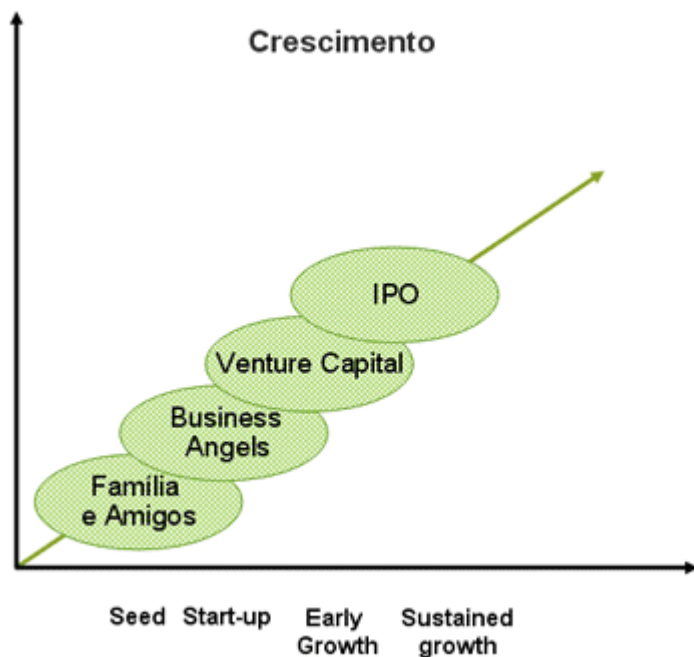 Crescimento
IPO
Venture Capital
Business
Angels
Família
e Amigos
Seed Start-up Early Sustained
Growth growth